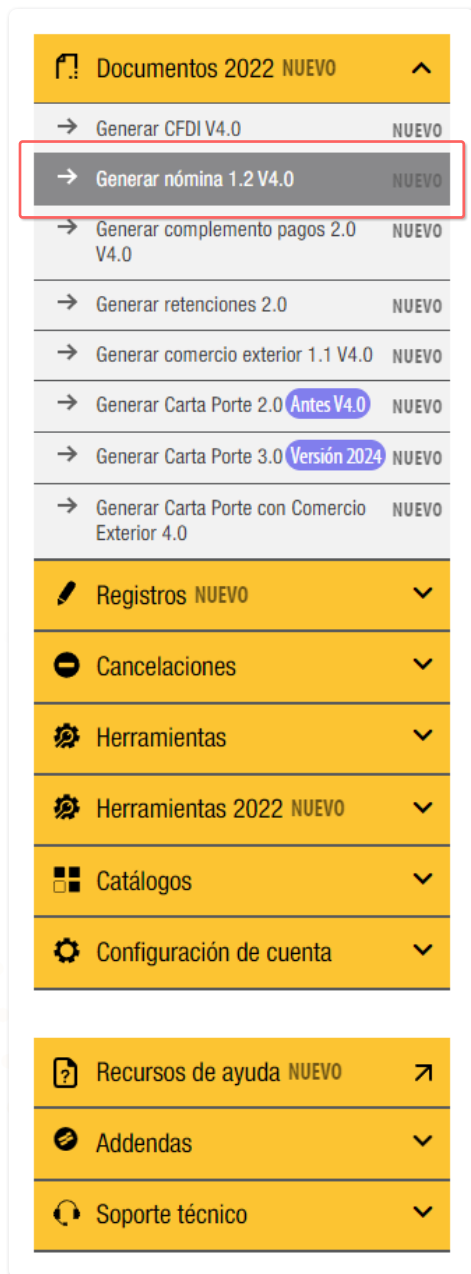 Documentos 2022 NUEVO
Generar CFDI V4.0 NUEVO
Generar nómina 1.2 V4.0 NUEVO
Generar complemento pagos 2.0 NUEVO
V4.0
Generar retenciones 2.0 NUEVO
Generar comercio exterior 1.1 V4.0 NUEVO
Generar Carta Porte 2.0 Antes V4.0 NUEVO
Generar Carta Porte 3.0 Versión 2024 NUEVO
Generar Carta Porte con Comercio NUEVO
Exterior 4.0
Registros NUEVO
Cancelaciones
Herramientas
Herramientas 2022 NUEVO
Catálogos
Configuración de cuenta
Recursos de ayuda NUEVO
Addendas
Soporte técnico